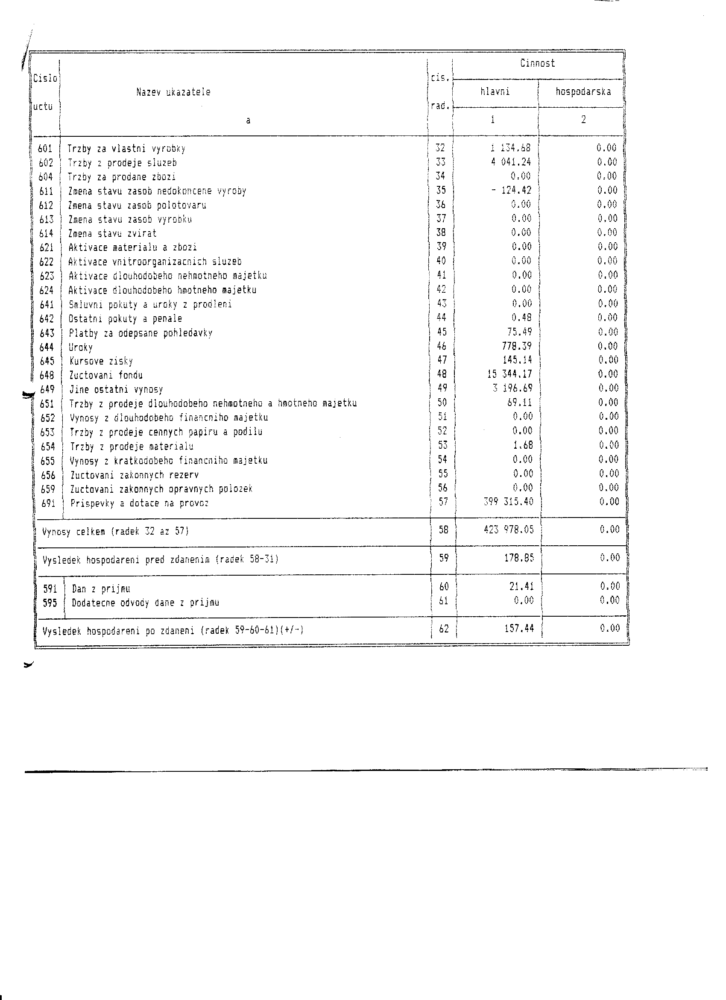 Cinnost
Cislo cis.
Nazev ukazatele hlavni hospodarska
uctu rad.
a 1 2
601 Trzby za vlastni vyrobky 32 1 134.68 0.00
602 Trzby z prodeje sluzeb 33 4 041.24 0.00
604 Trzby za prodane zbozi 34 0.00 0.00
611 Zmena stavu zasob nedokoncene vyroby 35 - 124.42 0.00
612 Zmena stavu zasob polotovaru 36 0.00 0.00
613 Zmena stavu zasob vyrobku 37 0.00 0.00
614 Zmena stavu zvirat 38 0.00 0.00
621 Aktivace materialu a zbozi 39 0.00 0.00
622 Aktivace vnitroorganizacnich sluzeb 40 0.00 0.00
623 Aktivace dlouhodobeho nehmotneho majetku 41 0.00 0.00
624 Aktivace dlouhodobeho hmotneho majetku 42 0.00 0.00
641 Smluvni pokuty a uroky z prodleni 43 0.00 0.00
642 Ostatni pokuty a penale 44 0.48 0.00
643 Platby za odepsane pohledavky 45 75.49 0.00
644 Uroky 46 778.39 0.00
645 Kursove zisky 47 145.14 0.00
648 Zuctovani fondu 48 15 344.17 0.00
649 Jine ostatni vynosy 49 3 196.69 0.00
651 Trzby z prodeje dlouhodobeho nehmotneho a hmotneho majetku 50 69.11 0.00
652 Vynosy z dlouhodobeho financniho majetku 51 0.00 0.00
653 Trzby z prodeje cennych papiru a podilu 52 0.00 0.00
654 Trzby z prodeje materialu 53 1.68 0.00
655 Vynosy z kratkodobeho financniho majetku 54 0.00 0.00
656 Zuctovani zakonnych rezerv 55 0.00 0.00
659 Zuctovani zakonnych opravnych polozek 56 0.00 0.00
691 Prispevky a dotace na provoz 57 399 315.40 0.00
Vynosy celkem (radek 32 az 57) 58 423 978.05 0.00
Vysledek hospodareni pred zdanenim (radek 58-31) 59 178.85 0.00
591 Dan z prijmu 60 21.41 0.00
595 Dodatecne odvody dane z prijmu 61 0.00 0.00
Vysledek hospodareni po zdaneni (radek 59-60-61)(+/-) 62 157.44 0.00